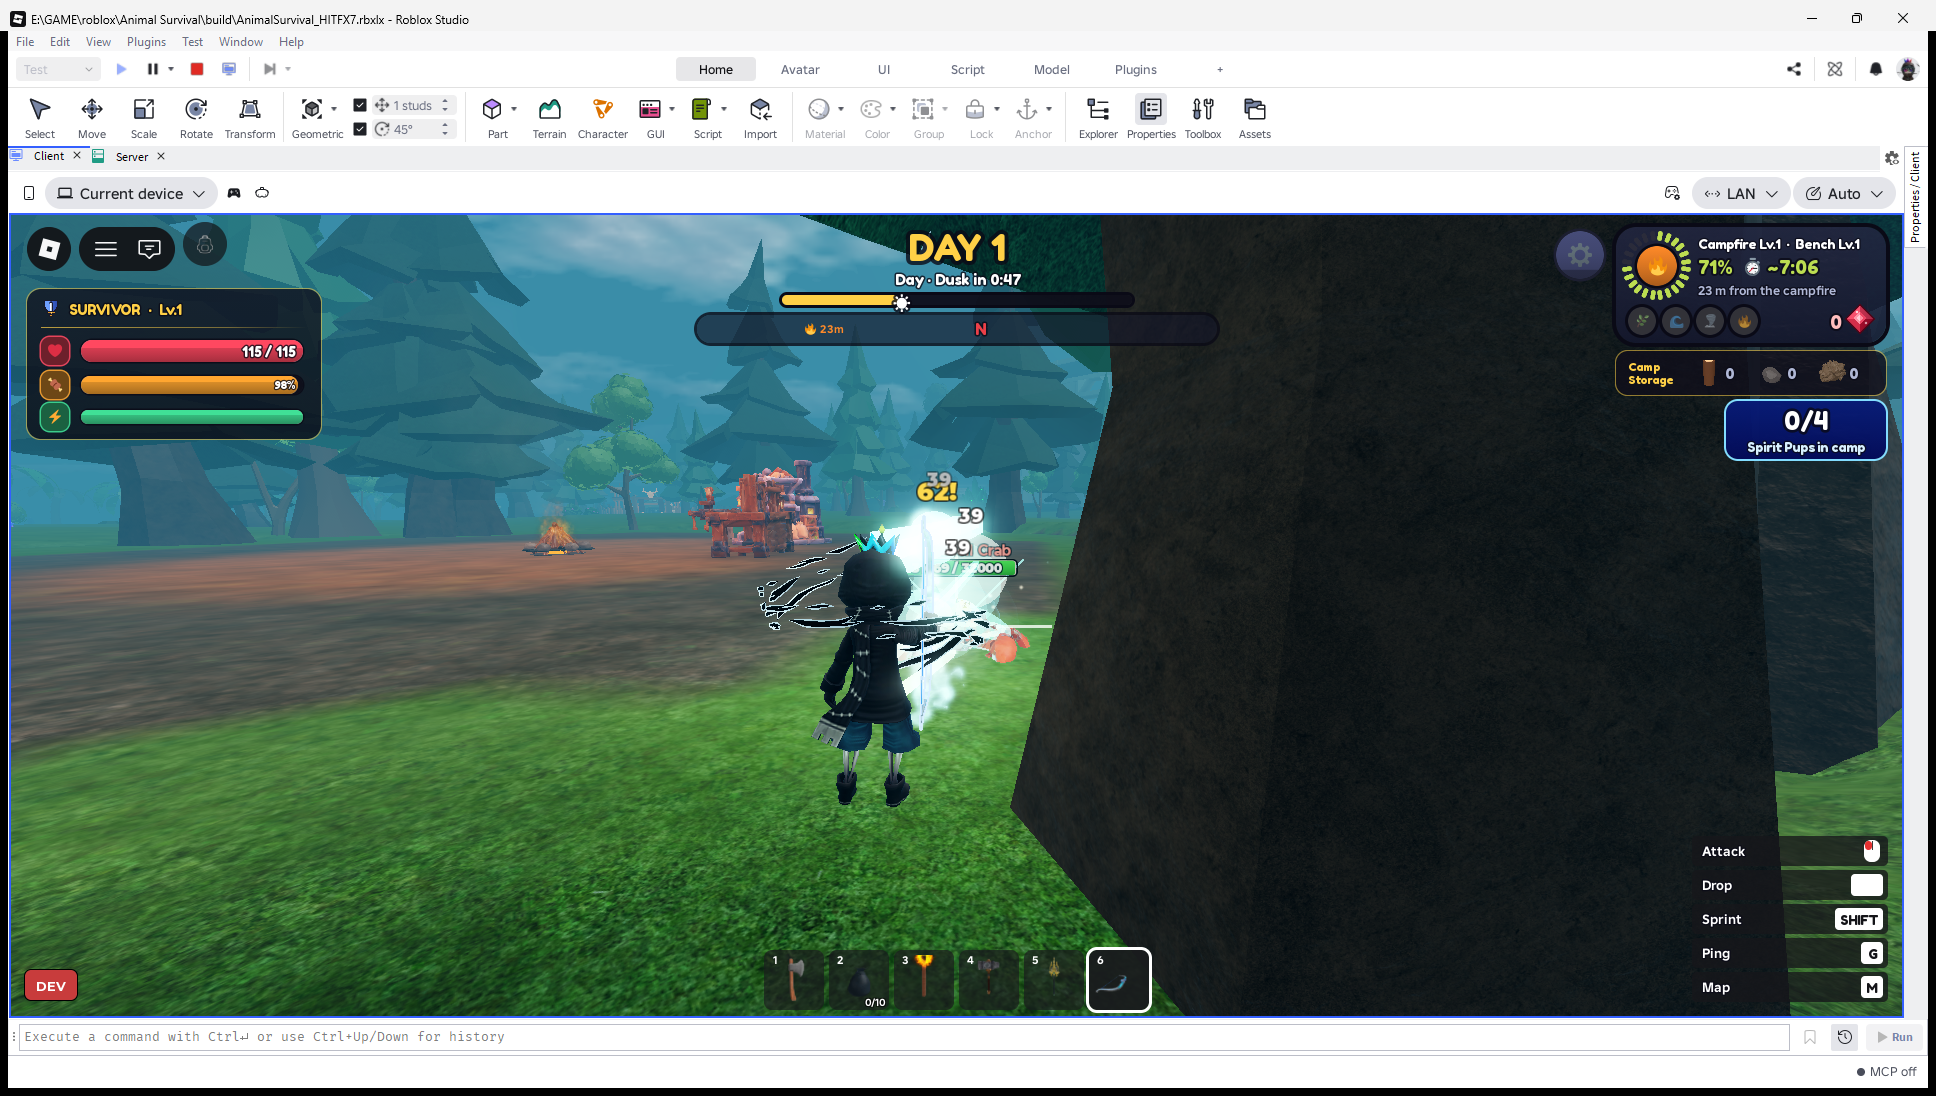 E:\GAME\roblox\Animal Survival\build\AnimalSurvival_HITFX7.rbxlx - Roblox Studio
File Edit View Plugins Test Window Help
Test
Home Avatar UI Script Model Plugins +
1 studs
45°
Select Move Scale Rotate Transform Geometric Part Terrain Character GUI Script Import Material Color Group Lock Anchor Explorer Properties Toolbox Assets
Client Server
Properties / Client
Current device
LAN Auto
DAY 1
Day · Dusk in 0:47
23m N
SURVIVOR · Lv.1
115 / 115
98%
Campfire Lv.1 · Bench Lv.1
71% ~7:06
23 m from the campfire
0
Camp Storage 0 0 0
0/4
Spirit Pups in camp
39
62!
39
39 Crab
Attack
Drop
Sprint SHIFT
Ping G
Map M
1 2 3 4 5 6
0/10
DEV
Execute a command with Ctrl↵ or use Ctrl+Up/Down for history
Run
MCP off